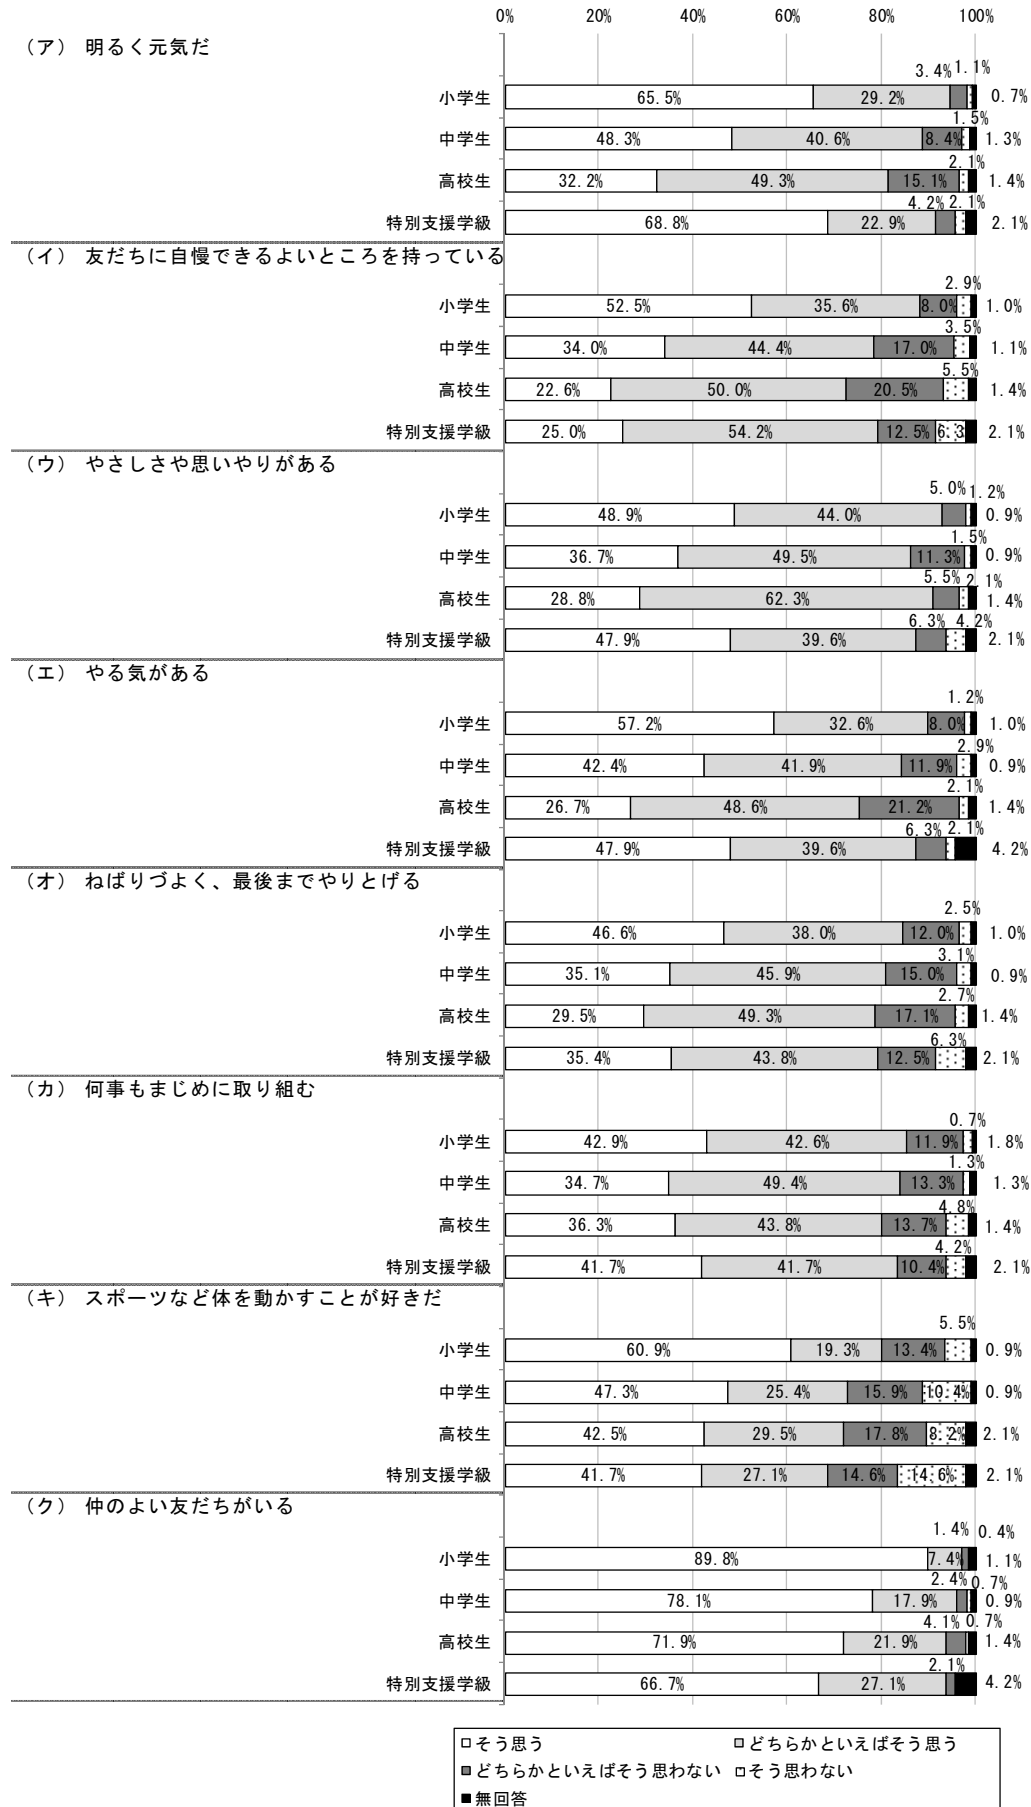 0% 20% 40% 60% 80% 100%
（ア） 明るく元気だ
3.4% 1.1%
小学生 65.5% 29.2% 0.7%
1.5%
中学生 48.3% 40.6% 8.4% 1.3%
2.1%
高校生 32.2% 49.3% 15.1% 1.4%
4.2% 2.1%
特別支援学級 68.8% 22.9% 2.1%
（イ） 友だちに自慢できるよいところを持っている
2.9%
小学生 52.5% 35.6% 8.0% 1.0%
3.5%
中学生 34.0% 44.4% 17.0% 1.1%
5.5%
高校生 22.6% 50.0% 20.5% 1.4%
特別支援学級 25.0% 54.2% 12.5% 6.3 2.1%
（ウ） やさしさや思いやりがある
5.0% 1.2%
小学生 48.9% 44.0% 0.9%
1.5%
中学生 36.7% 49.5% 11.3% 0.9%
5.5% 2.1%
高校生 28.8% 62.3% 1.4%
6.3% 4.2%
特別支援学級 47.9% 39.6% 2.1%
（エ） やる気がある
1.2%
小学生 57.2% 32.6% 8.0% 1.0%
2.9%
中学生 42.4% 41.9% 11.9% 0.9%
2.1%
高校生 26.7% 48.6% 21.2% 1.4%
6.3% 2.1%
特別支援学級 47.9% 39.6% 4.2%
（オ） ねばりづよく、最後までやりとげる
2.5%
小学生 46.6% 38.0% 12.0% 1.0%
3.1%
中学生 35.1% 45.9% 15.0% 0.9%
2.7%
高校生 29.5% 49.3% 17.1% 1.4%
6.3%
特別支援学級 35.4% 43.8% 12.5% 2.1%
（カ） 何事もまじめに取り組む
0.7%
小学生 42.9% 42.6% 11.9% 1.8%
1.3%
中学生 34.7% 49.4% 13.3% 1.3%
4.8%
高校生 36.3% 43.8% 13.7% 1.4%
4.2%
特別支援学級 41.7% 41.7% 10.4% 2.1%
（キ） スポーツなど体を動かすことが好きだ
5.5%
小学生 60.9% 19.3% 13.4% 0.9%
中学生 47.3% 25.4% 15.9% 10.4% 0.9%
高校生 42.5% 29.5% 17.8% 8.2% 2.1%
特別支援学級 41.7% 27.1% 14.6% 14.6% 2.1%
（ク） 仲のよい友だちがいる
1.4% 0.4%
小学生 89.8% 7.4% 1.1%
2.4% 0.7%
中学生 78.1% 17.9% 0.9%
4.1% 0.7%
高校生 71.9% 21.9% 1.4%
2.1%
特別支援学級 66.7% 27.1% 4.2%
そう思う どちらかといえばそう思う
どちらかといえばそう思わない そう思わない
無回答